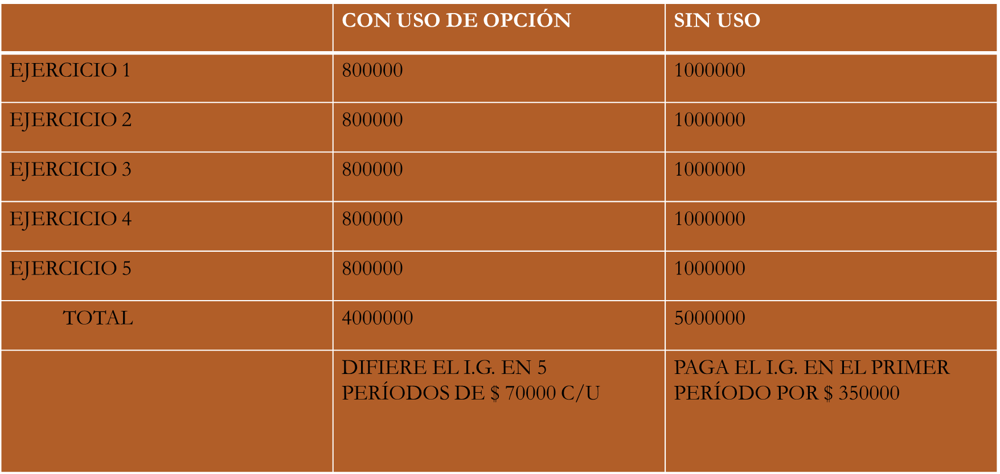 CON USO DE OPCIÓN
SIN USO
EJERCICIO 1
800000
1000000
EJERCICIO 2
800000
1000000
EJERCICIO 3
800000
1000000
EJERCICIO 4
800000
1000000
EJERCICIO 5
800000
1000000
TOTAL
4000000
5000000
DIFIERE EL I.G. EN 5
PERÍODOS DE $ 70000 C/U
PAGA EL I.G. EN EL PRIMER
PERÍODO POR $ 350000